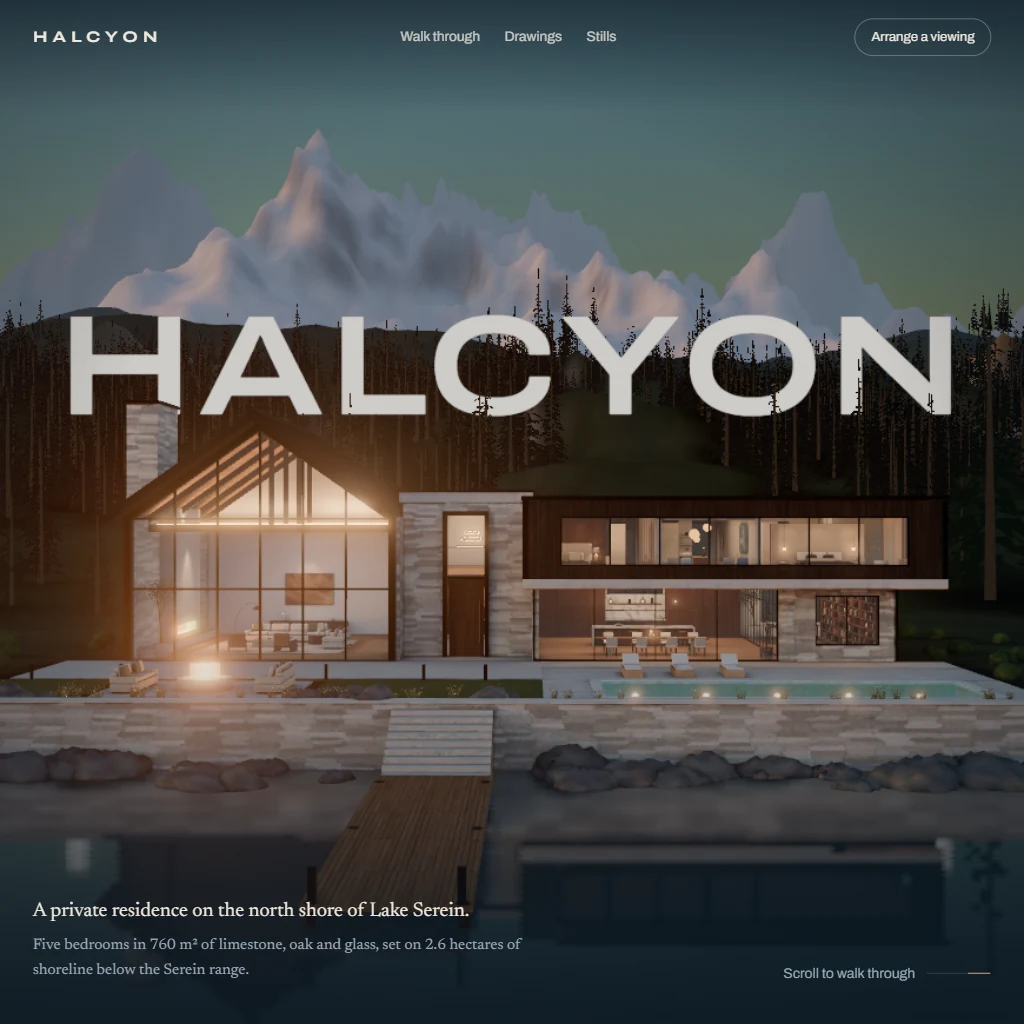 HALCYON
Walk through
Drawings
Stills
Arrange a viewing
HALCYON
A private residence on the north shore of Lake Serein.
Five bedrooms in 760 m² of limestone, oak and glass, set on 2.6 hectares of
shoreline below the Serein range.
Scroll to walk through